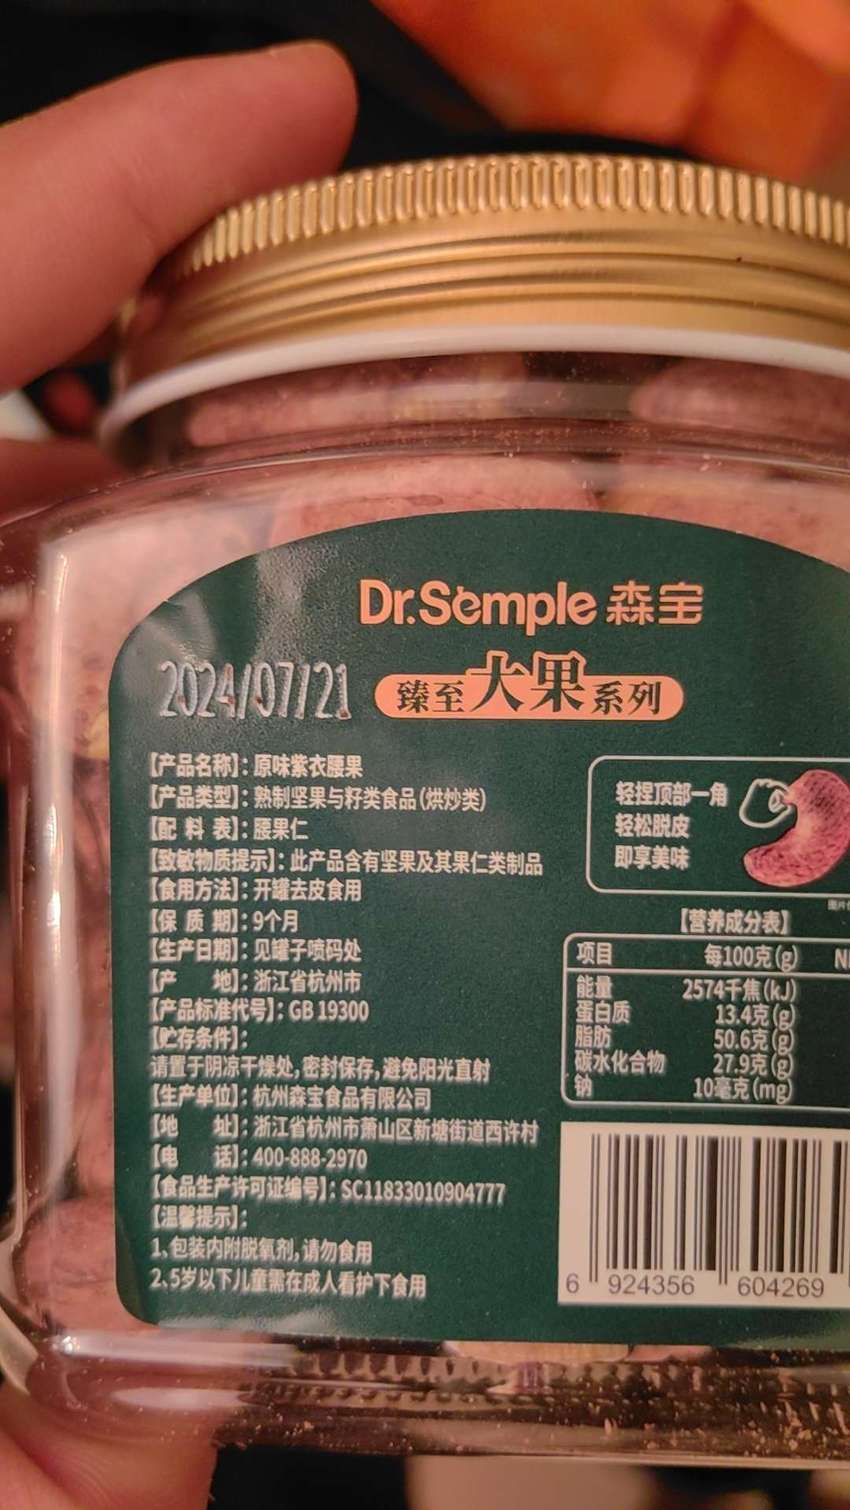 Dr.Semple 森宝
2024/07/21
臻至大果系列
【产品名称】：原味紫衣腰果
【产品类型】：熟制坚果与籽类食品（烘炒类）
【配 料 表】：腰果仁
【致敏物质提示】：此产品含有坚果及其果仁类制品
【食用方法】：开罐去皮食用
【保 质 期】：9个月
【生产日期】：见罐子喷码处
【产 地】：浙江省杭州市
【产品标准代号】：GB 19300
【贮存条件】：
请置于阴凉干燥处，密封保存，避免阳光直射
【生产单位】：杭州森宝食品有限公司
【地 址】：浙江省杭州市萧山区新塘街道西许村
【电 话】：400-888-2970
【食品生产许可证编号】：SC11833010904777
【温馨提示】：
1、包装内附脱氧剂，请勿食用
2、5岁以下儿童需在成人看护下食用
轻捏顶部一角
轻松脱皮
即享美味
【营养成分表】
项目 每100克(g)
能量 2574千焦(kJ)
蛋白质 13.4克(g)
脂肪 50.6克(g)
碳水化合物 27.9克(g)
钠 10毫克(mg)
6 924356 604269